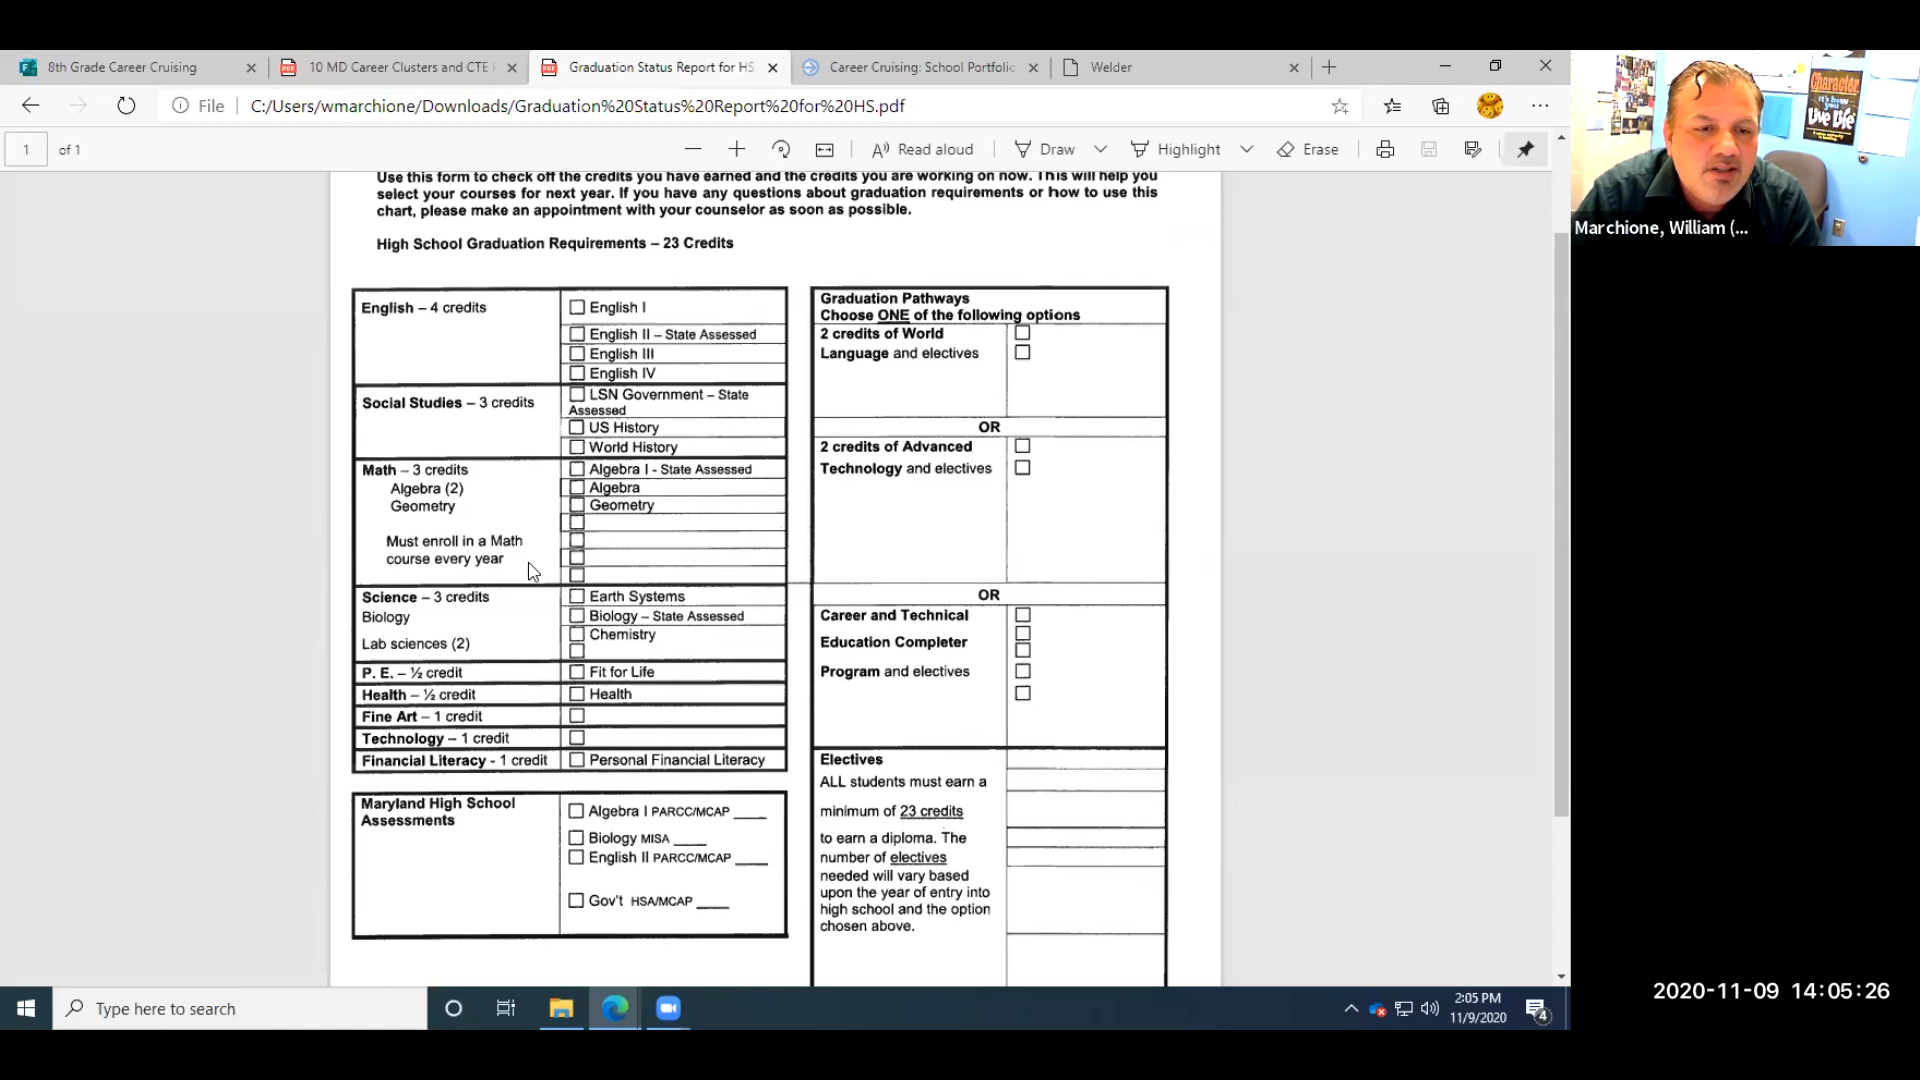 8th Grade Career Cruising
10 MD Career Clusters and CTE
Graduation Status Report for HS.
Career Cruising: School Portfolio
Welder
File
C:/Users/wmarchione/Downloads/Graduation%20Status%20Report%20for%20HS.pdf
1 of 1
Read aloud
Draw
Highlight
Erase
Use this form to check off the credits you have earned and the credits you are working on now. This will help you
select your courses for next year. If you have any questions about graduation requirements or how to use this
chart, please make an appointment with your counselor as soon as possible.
High School Graduation Requirements – 23 Credits
English – 4 credits
English I
English II – State Assessed
English III
English IV
Social Studies – 3 credits
LSN Government – State
Assessed
US History
World History
Math – 3 credits
Algebra (2)
Geometry
Must enroll in a Math
course every year
Algebra I - State Assessed
Algebra
Geometry
Science – 3 credits
Biology
Lab sciences (2)
Earth Systems
Biology – State Assessed
Chemistry
P. E. – ½ credit
Fit for Life
Health – ½ credit
Health
Fine Art – 1 credit
Technology – 1 credit
Financial Literacy - 1 credit
Personal Financial Literacy
Maryland High School
Assessments
Algebra I PARCC/MCAP ____
Biology MISA ____
English II PARCC/MCAP ____
Gov't HSA/MCAP ____
Graduation Pathways
Choose ONE of the following options
2 credits of World
Language and electives
OR
2 credits of Advanced
Technology and electives
OR
Career and Technical
Education Completer
Program and electives
Electives
ALL students must earn a
minimum of 23 credits
to earn a diploma. The
number of electives
needed will vary based
upon the year of entry into
high school and the option
chosen above.
Character
it's how
you
Live Life
Marchione, William (...
2020-11-09 14:05:26
Type here to search
2:05 PM
11/9/2020
4